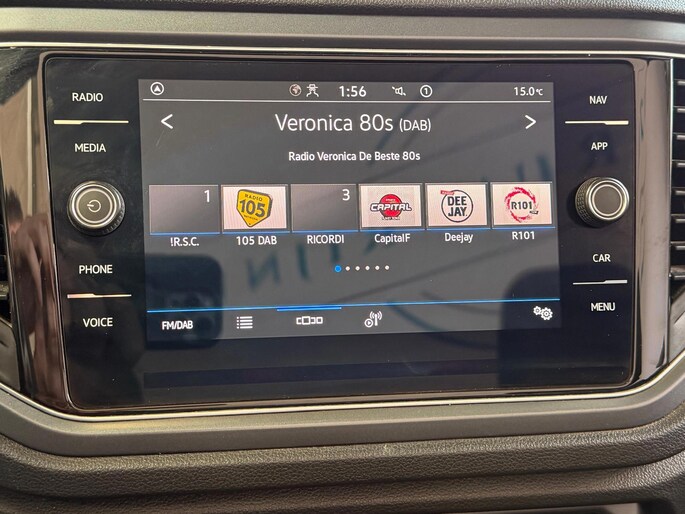 RADIO
MEDIA
PHONE
VOICE
1:56
1
15.0°C
< Veronica 80s (DAB) >
Radio Veronica De Beste 80s
1
RADIO
105
3
CAPITAL
DEE
JAY
R101
!R.S.C.
105 DAB
RICORDI
CapitalF
Deejay
R101
FM/DAB
NAV
APP
CAR
MENU